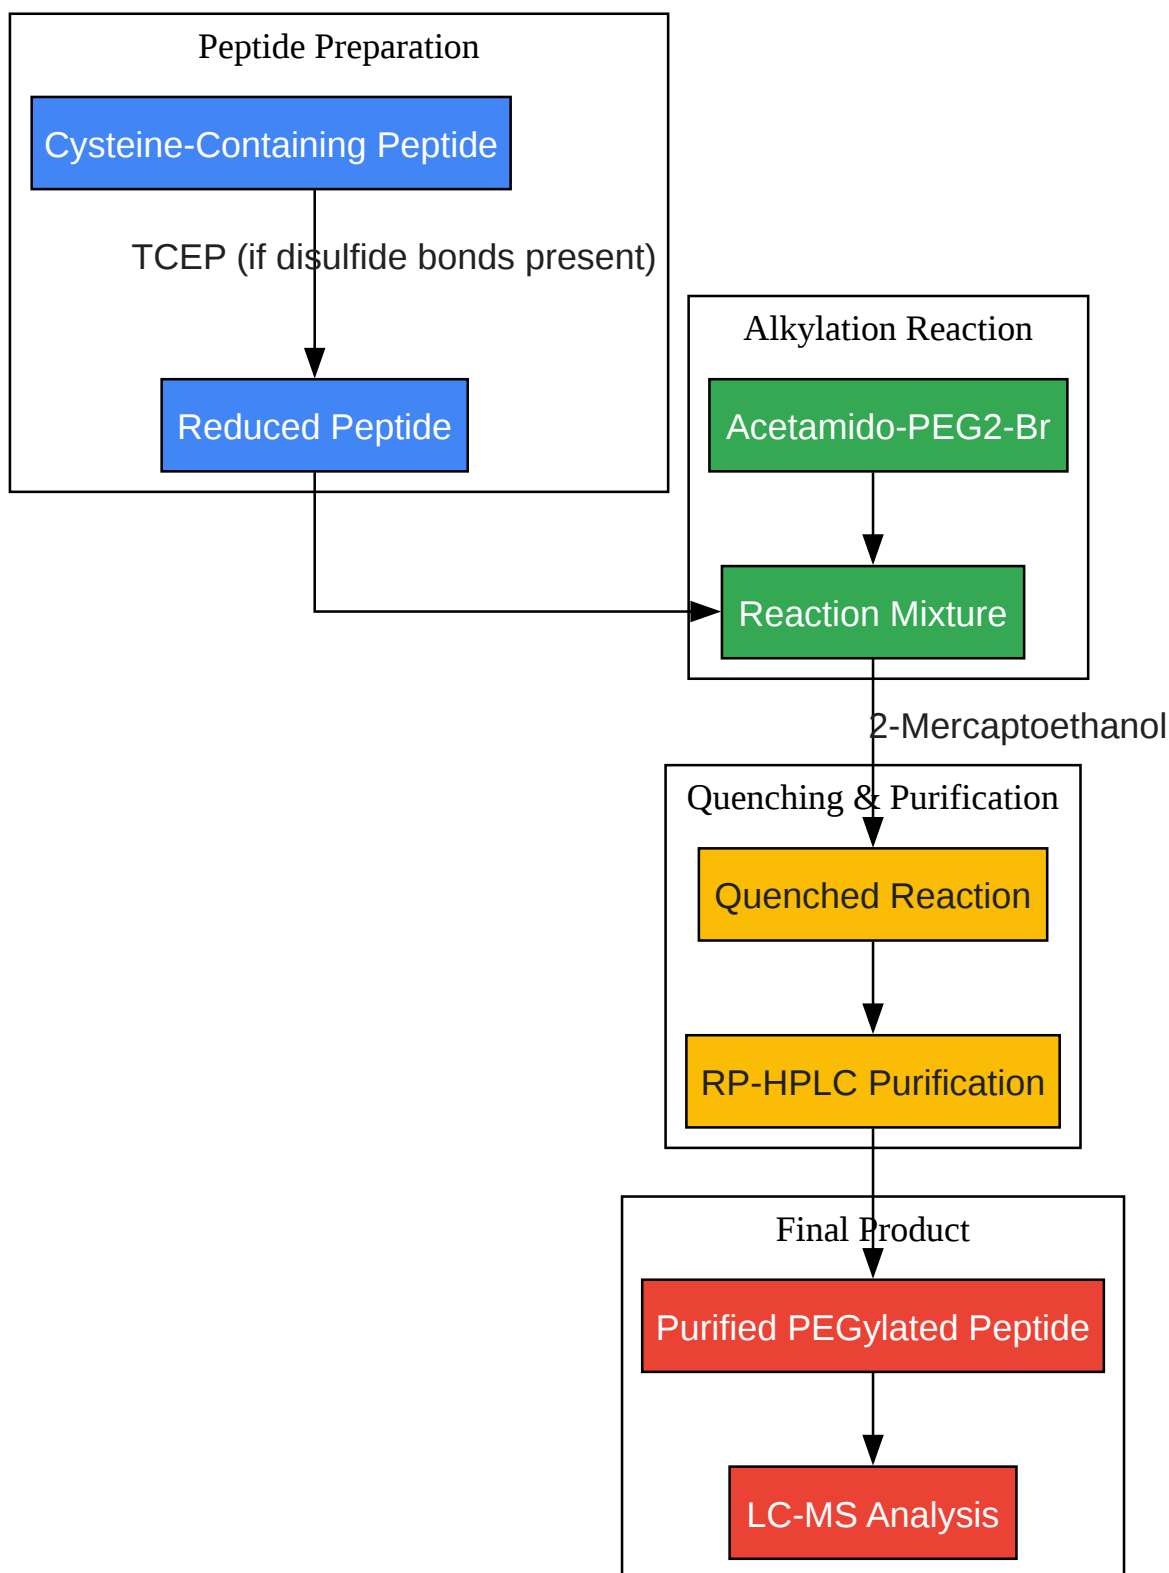 Peptide Preparation
Cysteine-Containing Peptide
TCEP (if disulfide bonds present)
Reduced Peptide
Alkylation Reaction
Acetamido-PEG2-Br
Reaction Mixture
2-Mercaptoethanol
Quenching & Purification
Quenched Reaction
RP-HPLC Purification
Final Product
Purified PEGylated Peptide
LC-MS Analysis